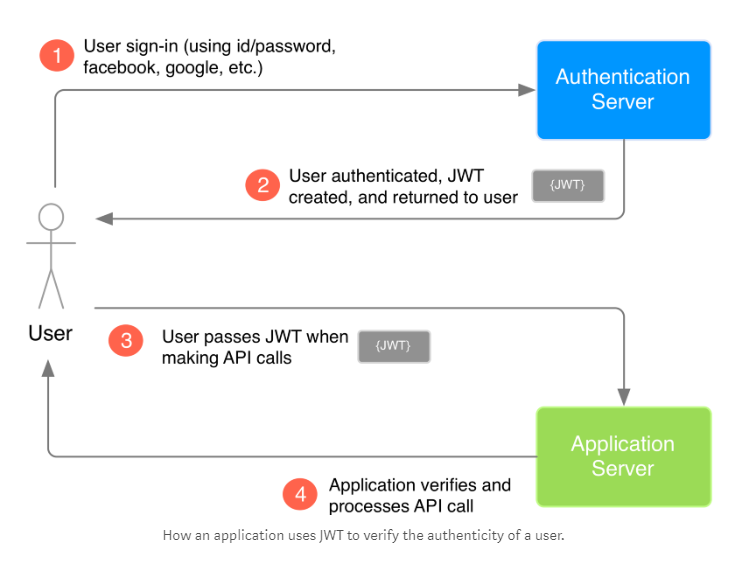 1
User sign-in (using id/password,
facebook, google, etc.)
Authentication
Server
2
User authenticated, JWT
created, and returned to user
{JWT}
User
3
User passes JWT when
making API calls
{JWT}
Application
Server
4
Application verifies and
processes API call
How an application uses JWT to verify the authenticity of a user.